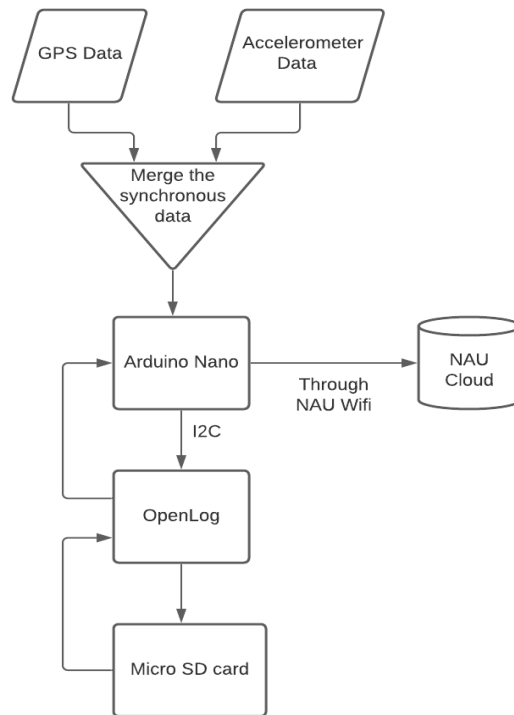 GPS Data
Accelerometer
Data
Merge the
synchronous
data
Arduino Nano
Through
NAU Wifi
NAU
Cloud
I2C
OpenLog
Micro SD card